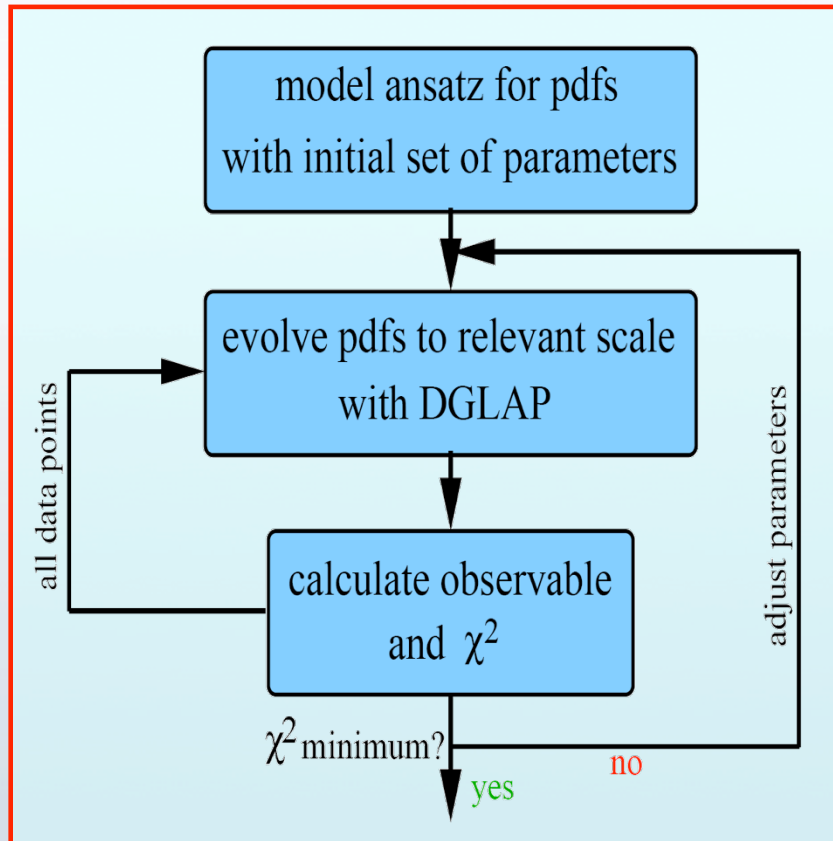 model ansatz for pdfs
with initial set of parameters
evolve pdfs to relevant scale
with DGLAP
all data points
adjust parameters
calculate observable
and χ²
χ² minimum?
no
yes